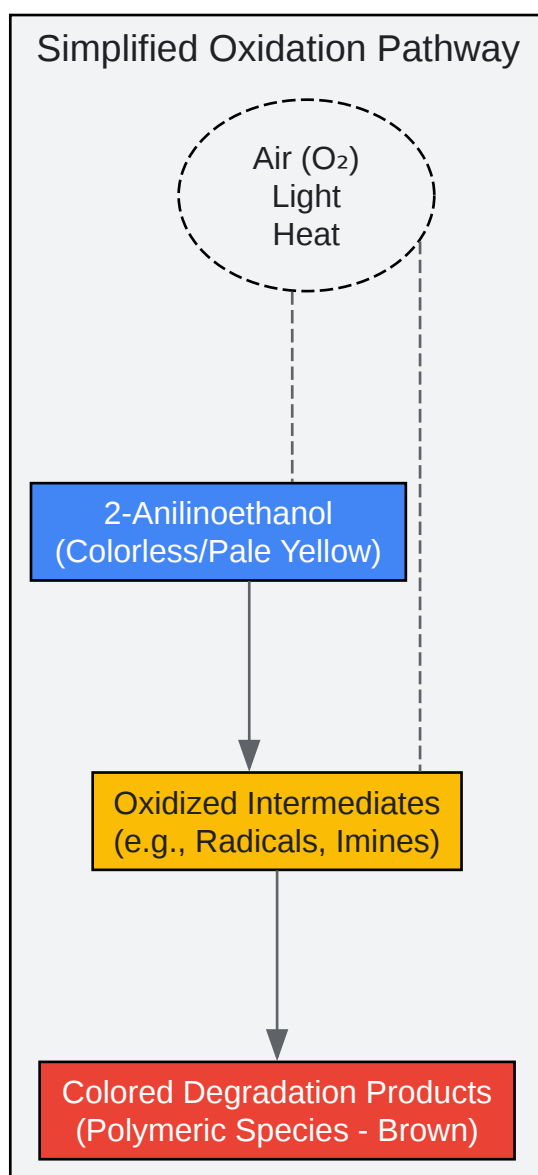 Simplified Oxidation Pathway
Air (O₂)
Light
Heat
2-Anilinoethanol
(Colorless/Pale Yellow)
Oxidized Intermediates
(e.g., Radicals, Imines)
Colored Degradation Products
(Polymeric Species - Brown)